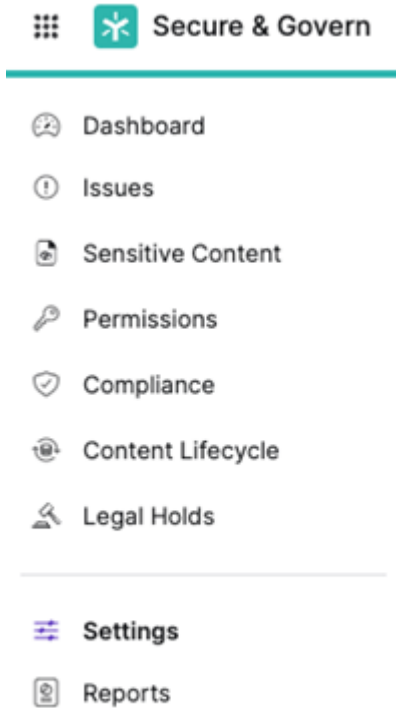 Secure & Govern
Dashboard
Issues
Sensitive Content
Permissions
Compliance
Content Lifecycle
Legal Holds
Settings
Reports